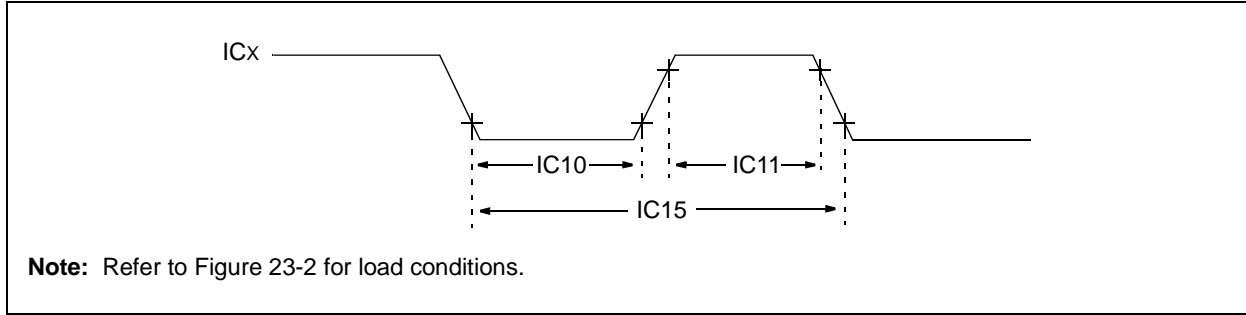 ICX
IC10
IC11
IC15
Note: Refer to Figure 23-2 for load conditions.